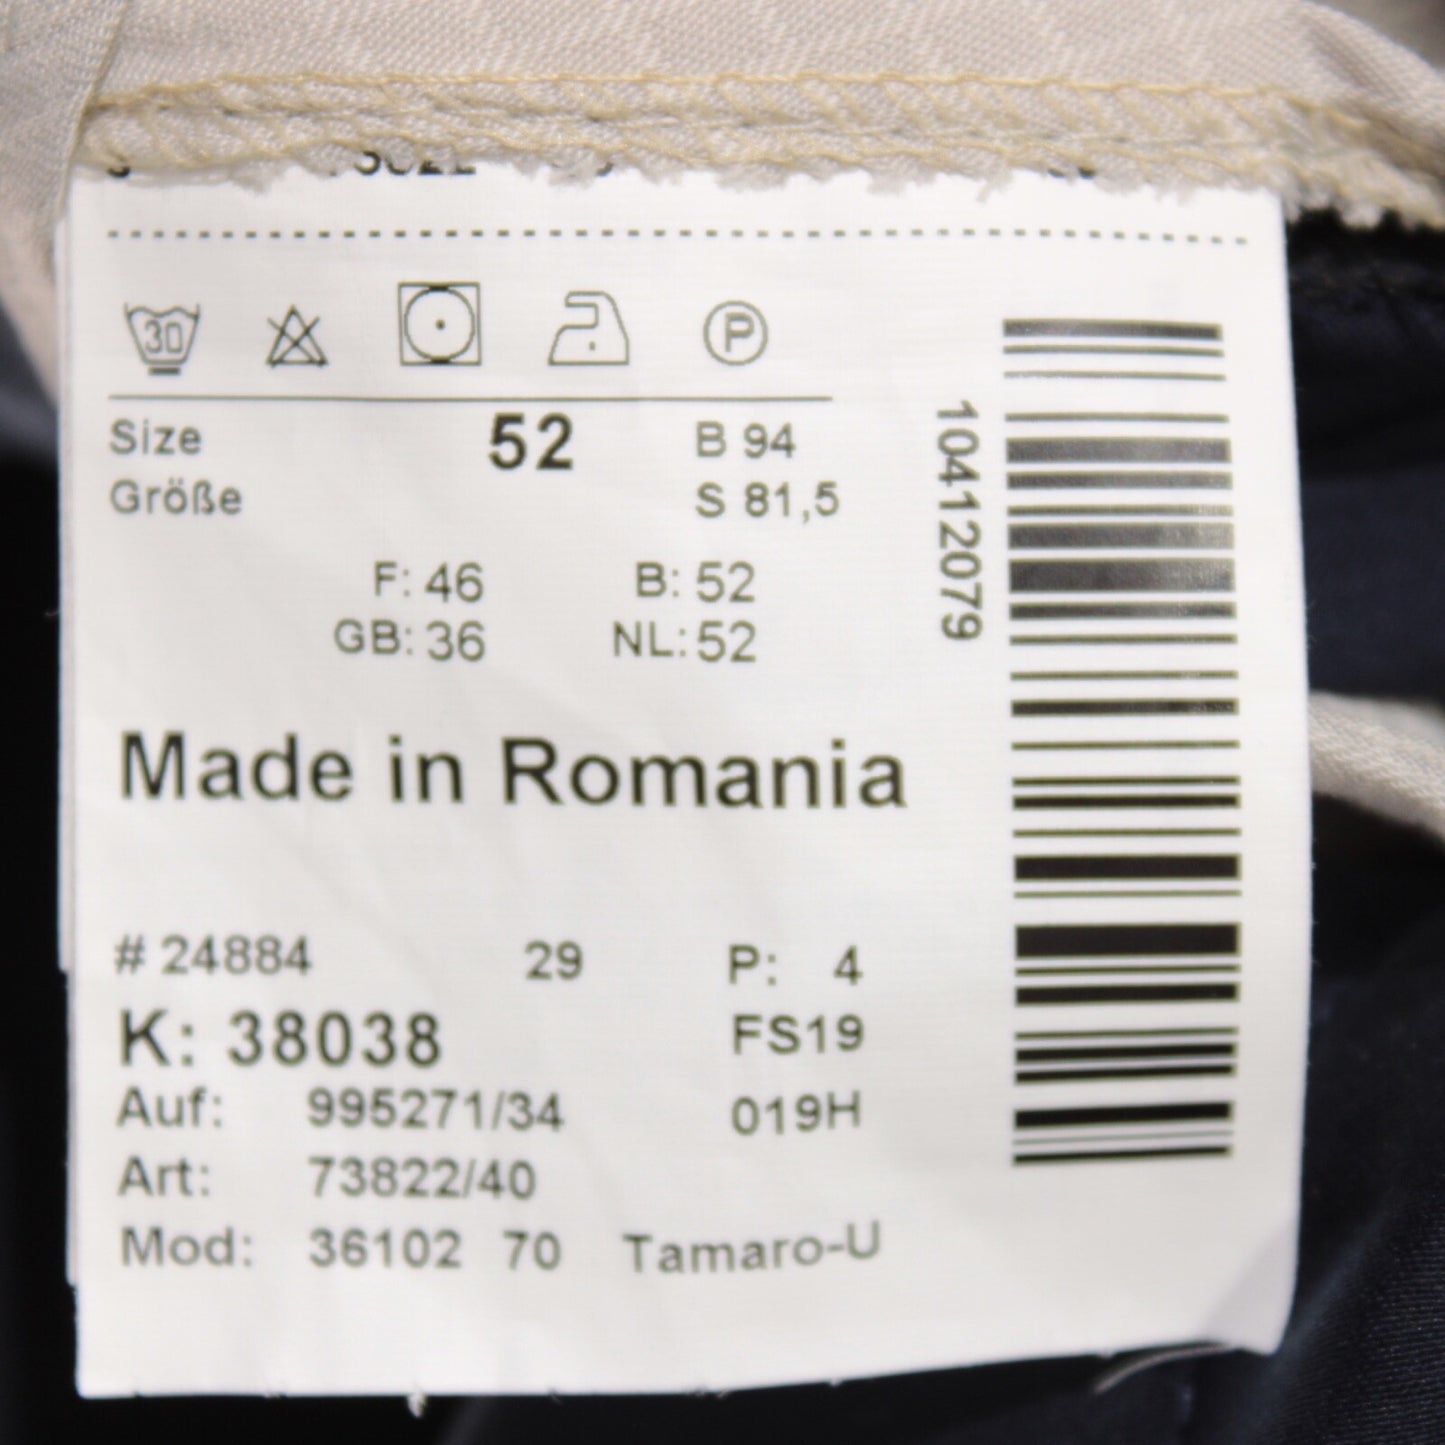 30 P
Size 52 B 94
Größe S 81,5
F: 46 B: 52
GB: 36 NL: 52
Made in Romania
# 24884 29 P: 4
K: 38038 FS19
Auf: 995271/34 019H
Art: 73822/40
Mod: 36102 70 Tamaro-U
10412079